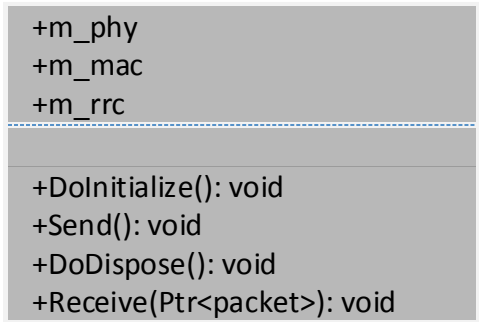 +m_phy
+m_mac
+m_rrc
+DoInitialize(): void
+Send(): void
+DoDispose(): void
+Receive(Ptr<packet>): void